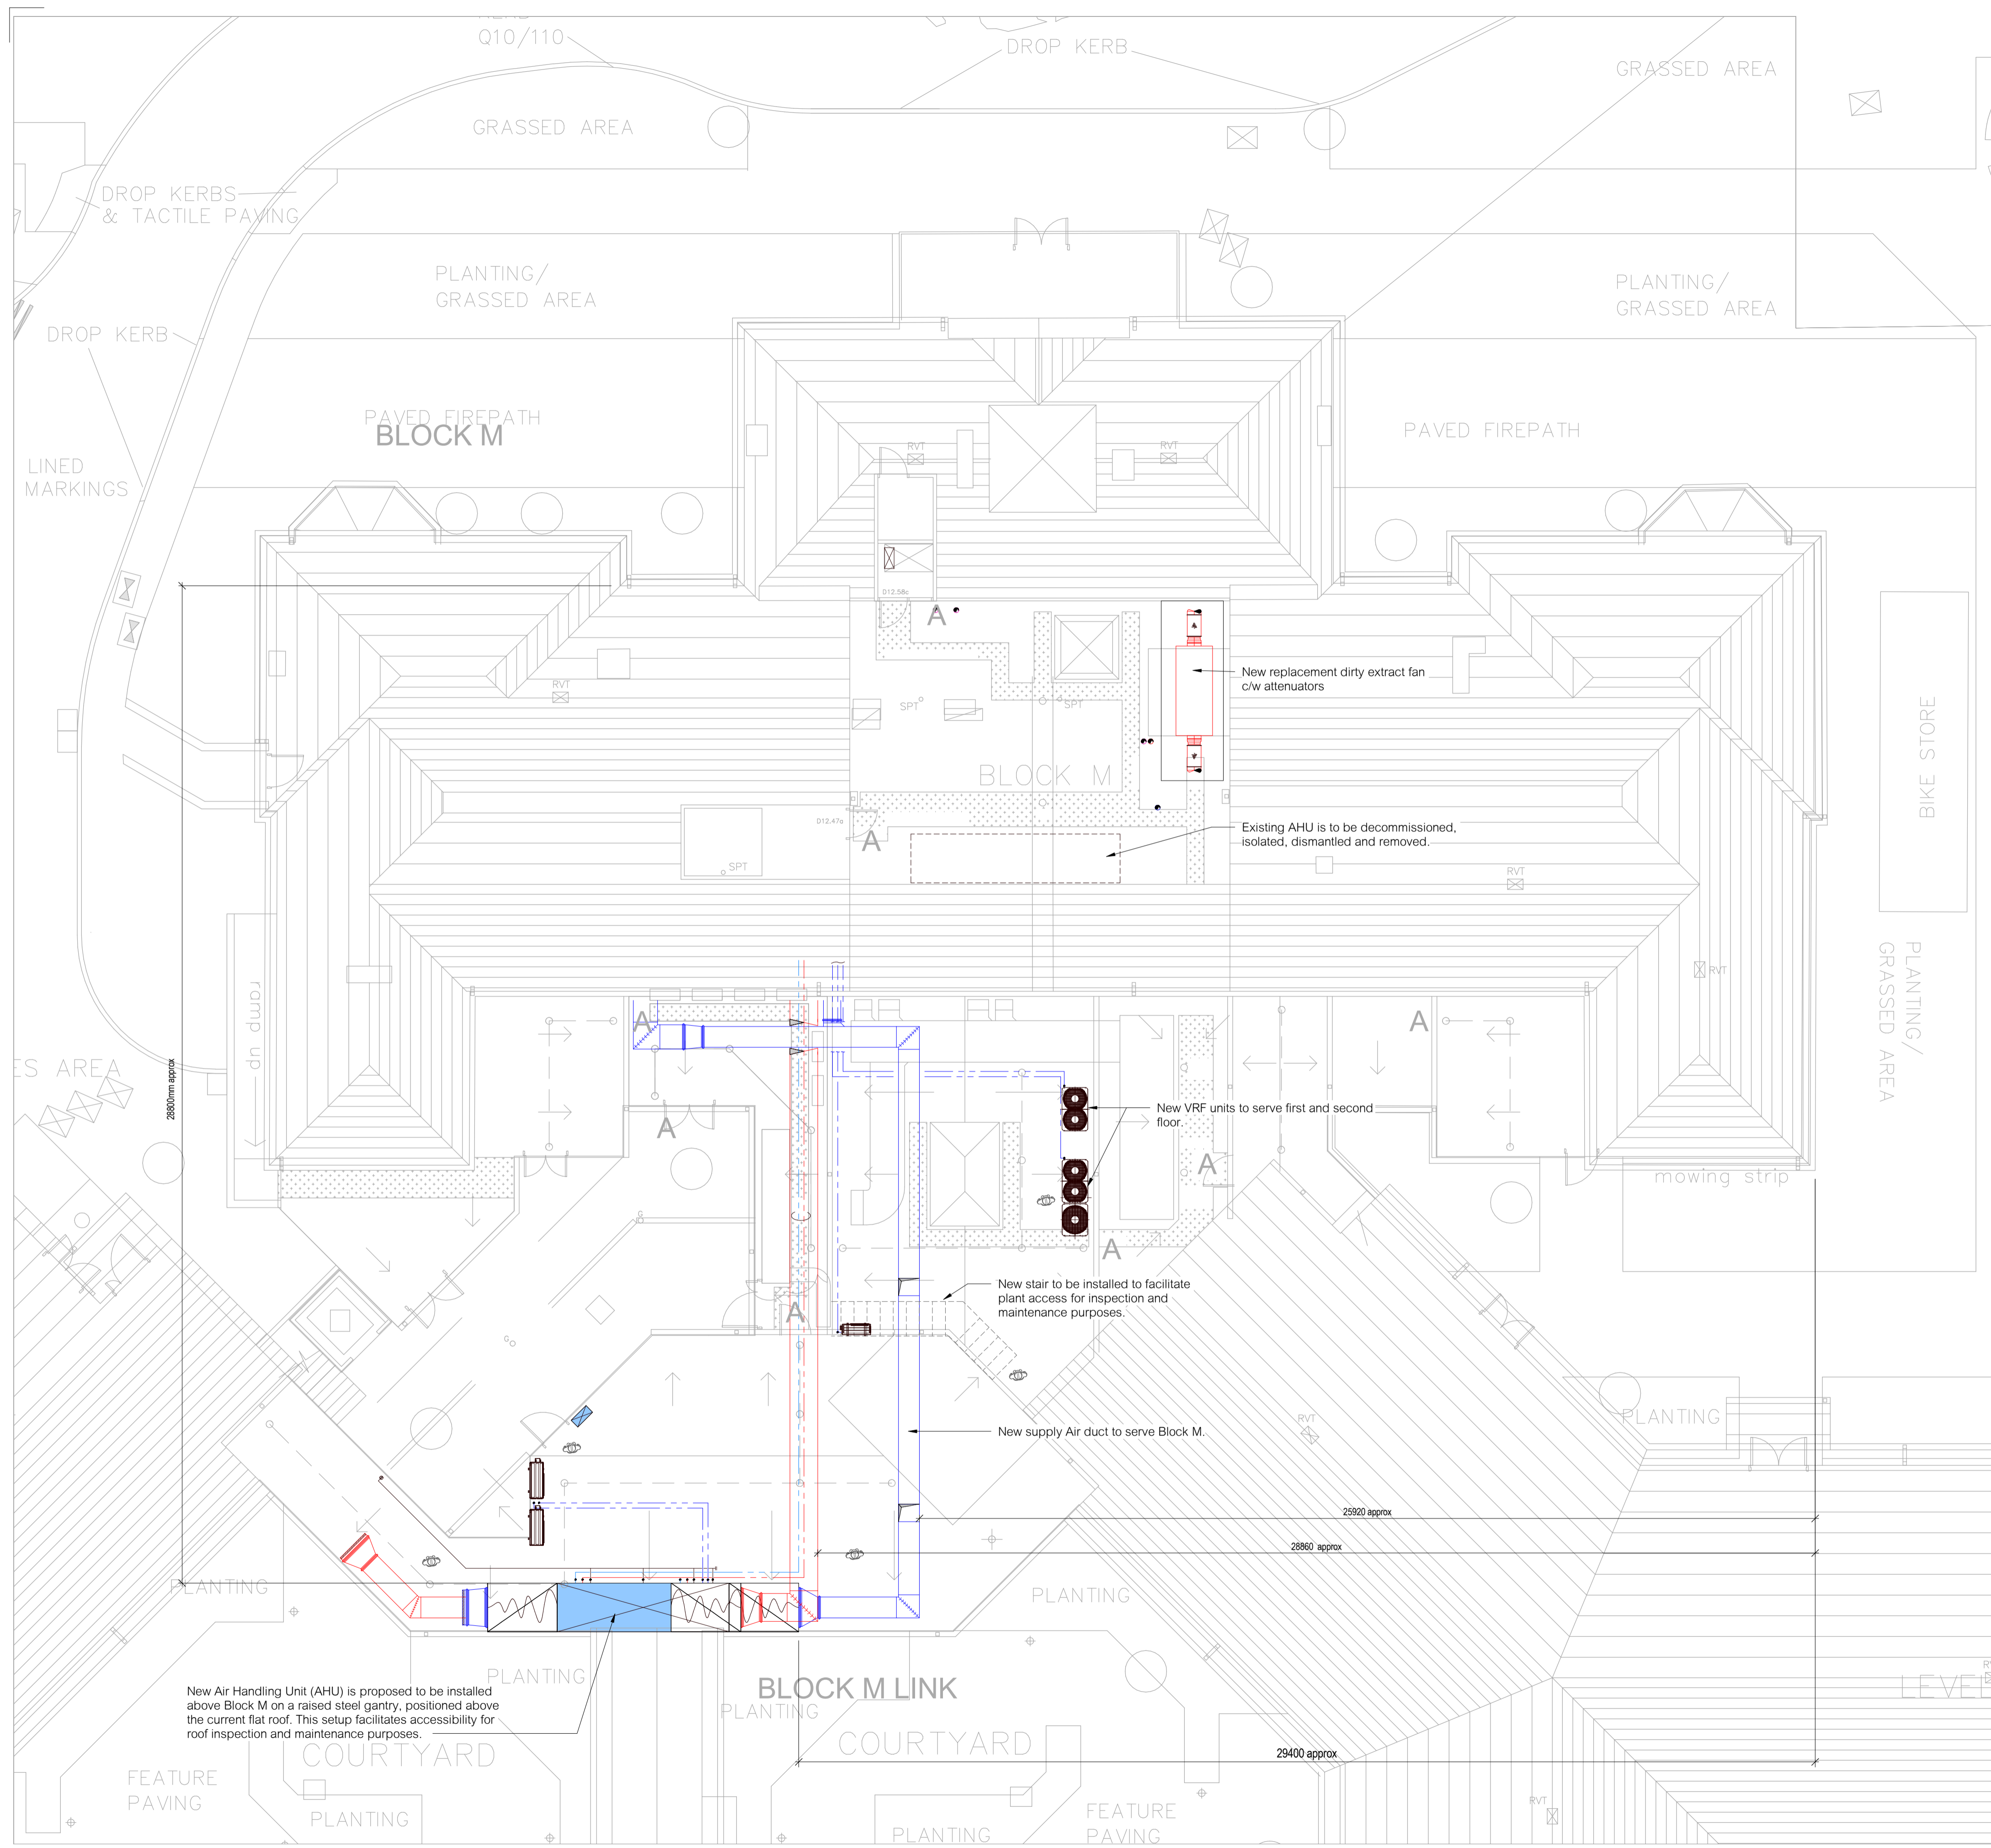 Q10/110
DROP KERB
GRASSED AREA
GRASSED AREA
DROP KERBS
& TACTILE PAVING
PLANTING/
GRASSED AREA
PLANTING/
GRASSED AREA
DROP KERB
PAVED FIREPATH
BLOCK M
PAVED FIREPATH
LINED
MARKINGS
RVT
RVT
D12.58a
A
New replacement dirty extract fan
c/w attenuators
RVT
SPT
SPT
BIKE STORE
BLOCK M
D12.47a
A
Existing AHU is to be decommissioned,
isolated, dismantled and removed.
SPT
RVT
RVT
PLANTING/
GRASSED AREA
ramp up
A
A
ES AREA
28800mm approx
New VRF units to serve first and second
floor.
A
A
mowing strip
G
A
New stair to be installed to facilitate
plant access for inspection and
maintenance purposes.
A
G
RVT
PLANTING
New supply Air duct to serve Block M.
25920 approx
28860 approx
PLANTING
PLANTING
PLANTING
BLOCK M LINK
PLANTING
LEVEL
New Air Handling Unit (AHU) is proposed to be installed
above Block M on a raised steel gantry, positioned above
the current flat roof. This setup facilitates accessibility for
roof inspection and maintenance purposes.
COURTYARD
COURTYARD
29400 approx
FEATURE
PAVING
PLANTING
PLANTING
FEATURE
PAVING
RVT